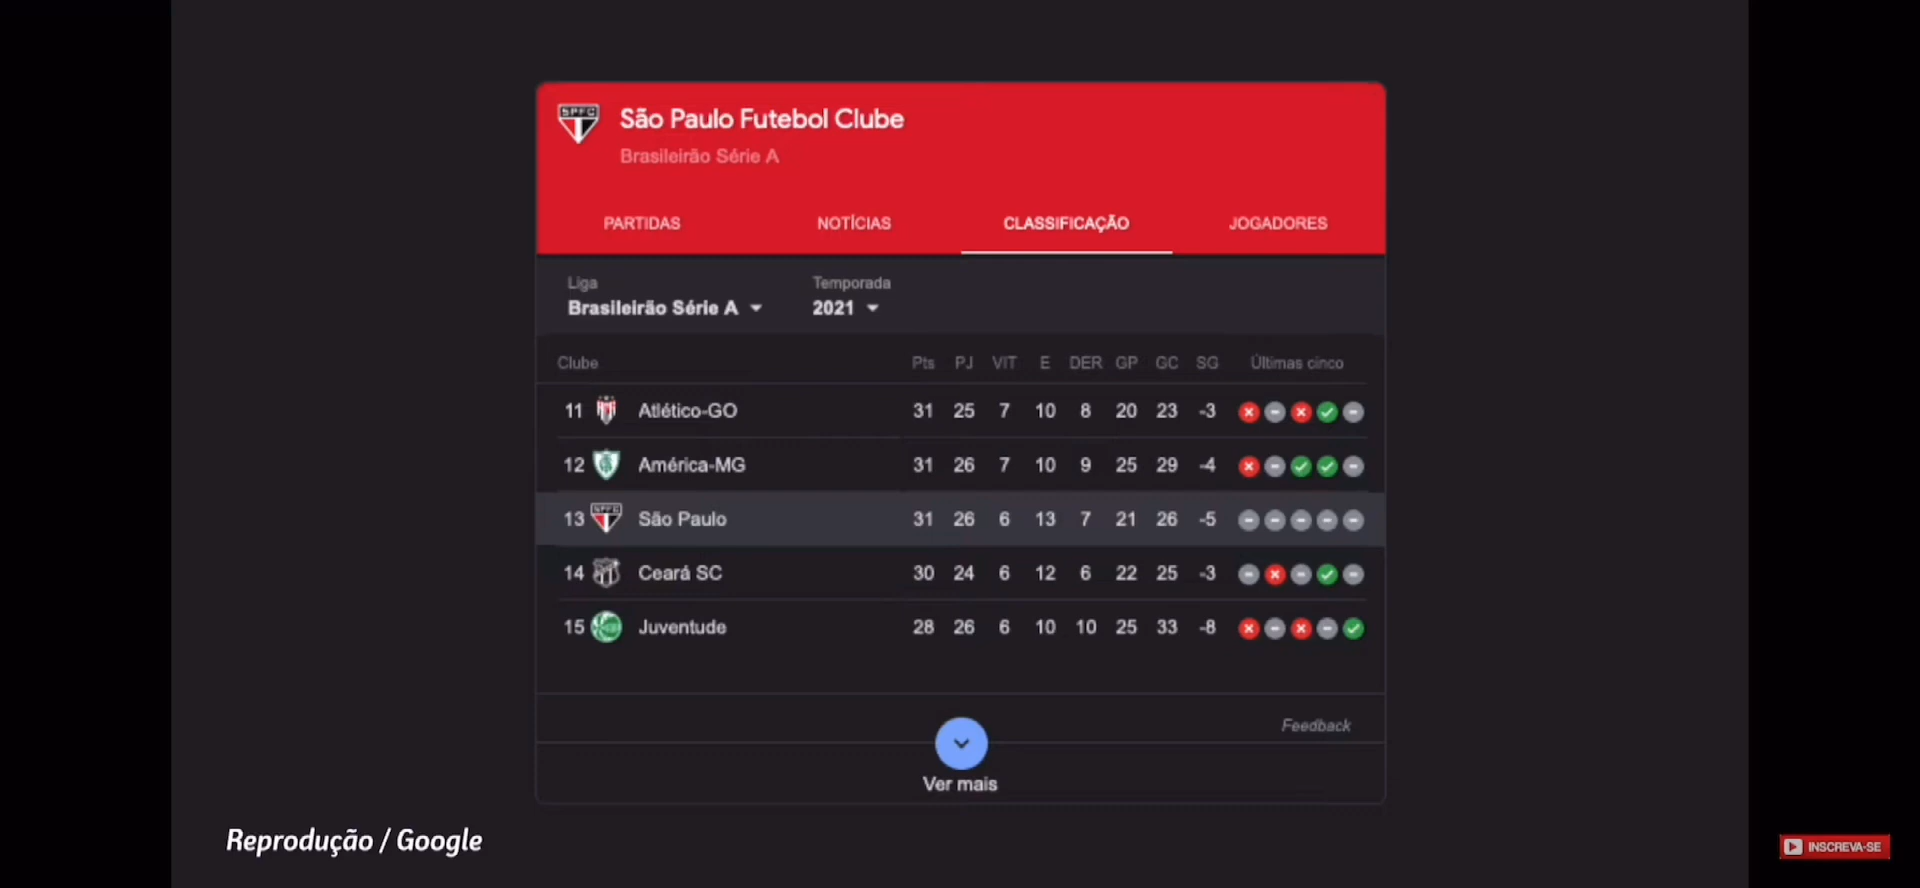 SPFC
São Paulo Futebol Clube
Brasileirão Série A
PARTIDAS NOTÍCIAS CLASSIFICAÇÃO JOGADORES
Liga Temporada
Brasileirão Série A 2021
Clube Pts PJ VIT E DER GP GC SG Últimas cinco
11 Atlético-GO 31 25 7 10 8 20 23 -3
12 América-MG 31 26 7 10 9 25 29 -4
13 São Paulo 31 26 6 13 7 21 26 -5
14 Ceará SC 30 24 6 12 6 22 25 -3
15 Juventude 28 26 6 10 10 25 33 -8
Feedback
Ver mais
Reprodução / Google
INSCREVA-SE